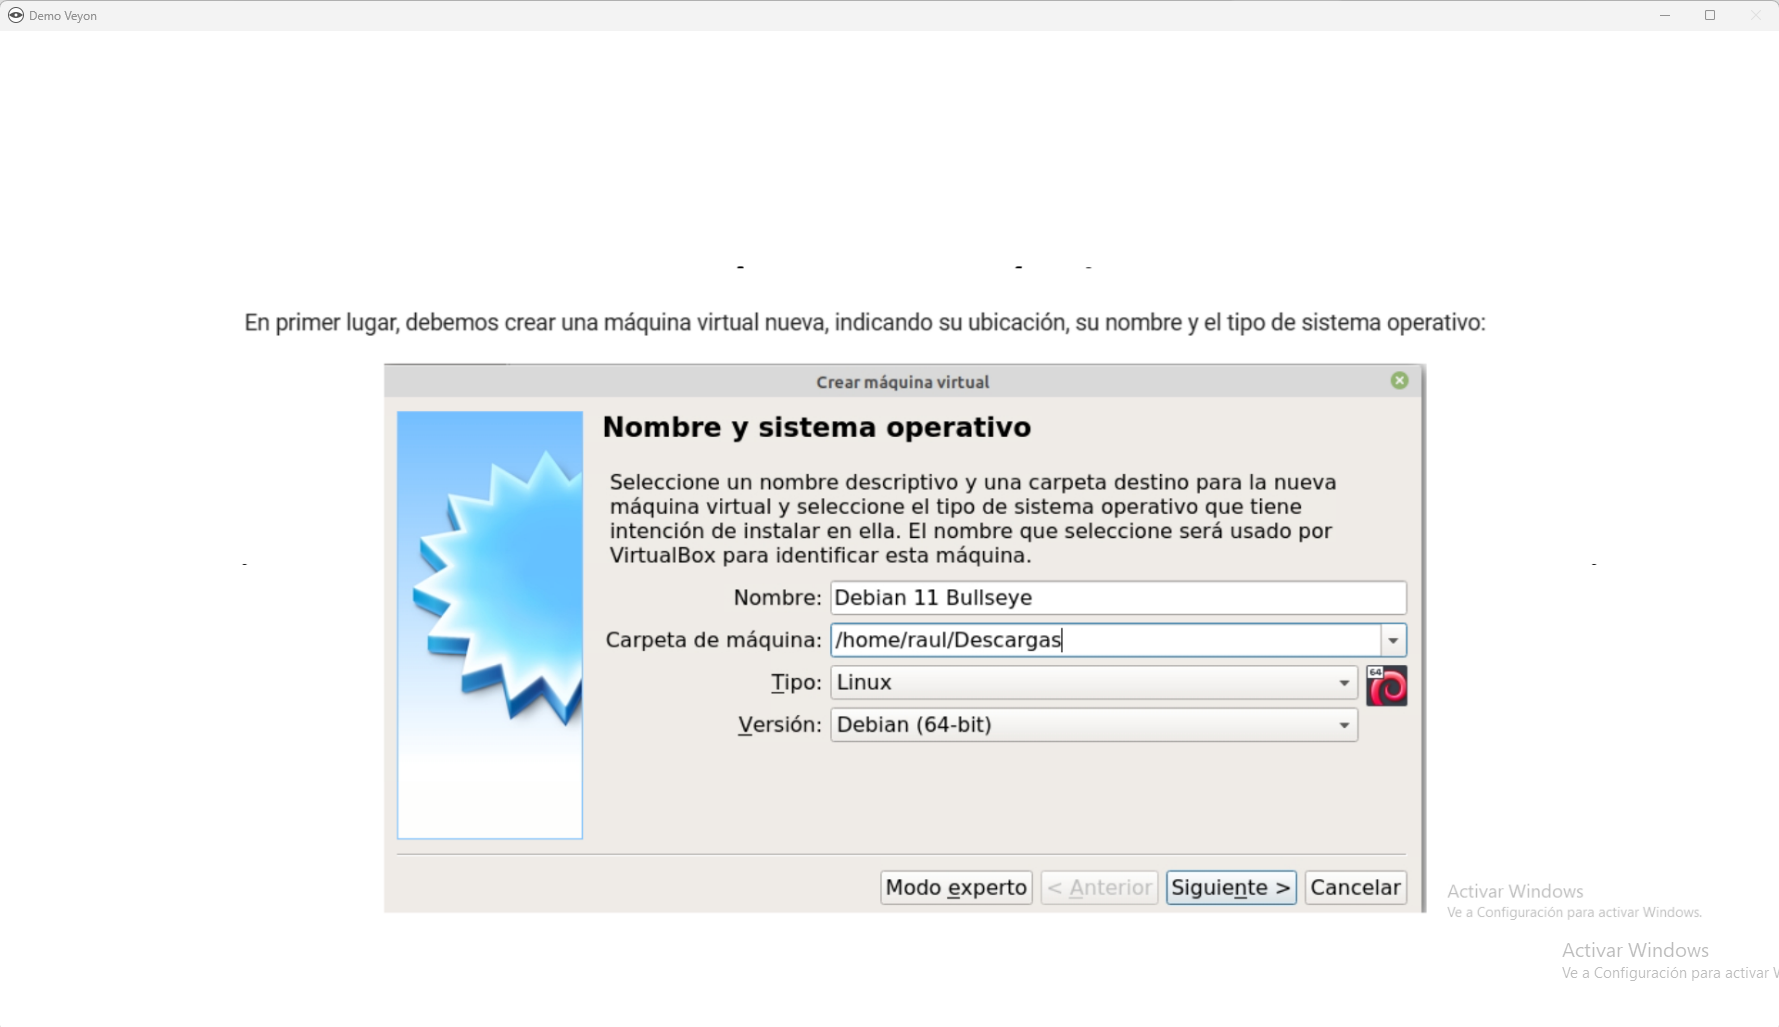 Demo Veyon
En primer lugar, debemos crear una máquina virtual nueva, indicando su ubicación, su nombre y el tipo de sistema operativo:
Crear máquina virtual
Nombre y sistema operativo
Seleccione un nombre descriptivo y una carpeta destino para la nueva
máquina virtual y seleccione el tipo de sistema operativo que tiene
intención de instalar en ella. El nombre que seleccione será usado por
VirtualBox para identificar esta máquina.
Nombre: Debian 11 Bullseye
Carpeta de máquina: /home/raul/Descargas
Tipo: Linux
64
Versión: Debian (64-bit)
Modo experto < Anterior Siguiente > Cancelar
Activar Windows
Ve a Configuración para activar Windows.
Activar Windows
Ve a Configuración para activar